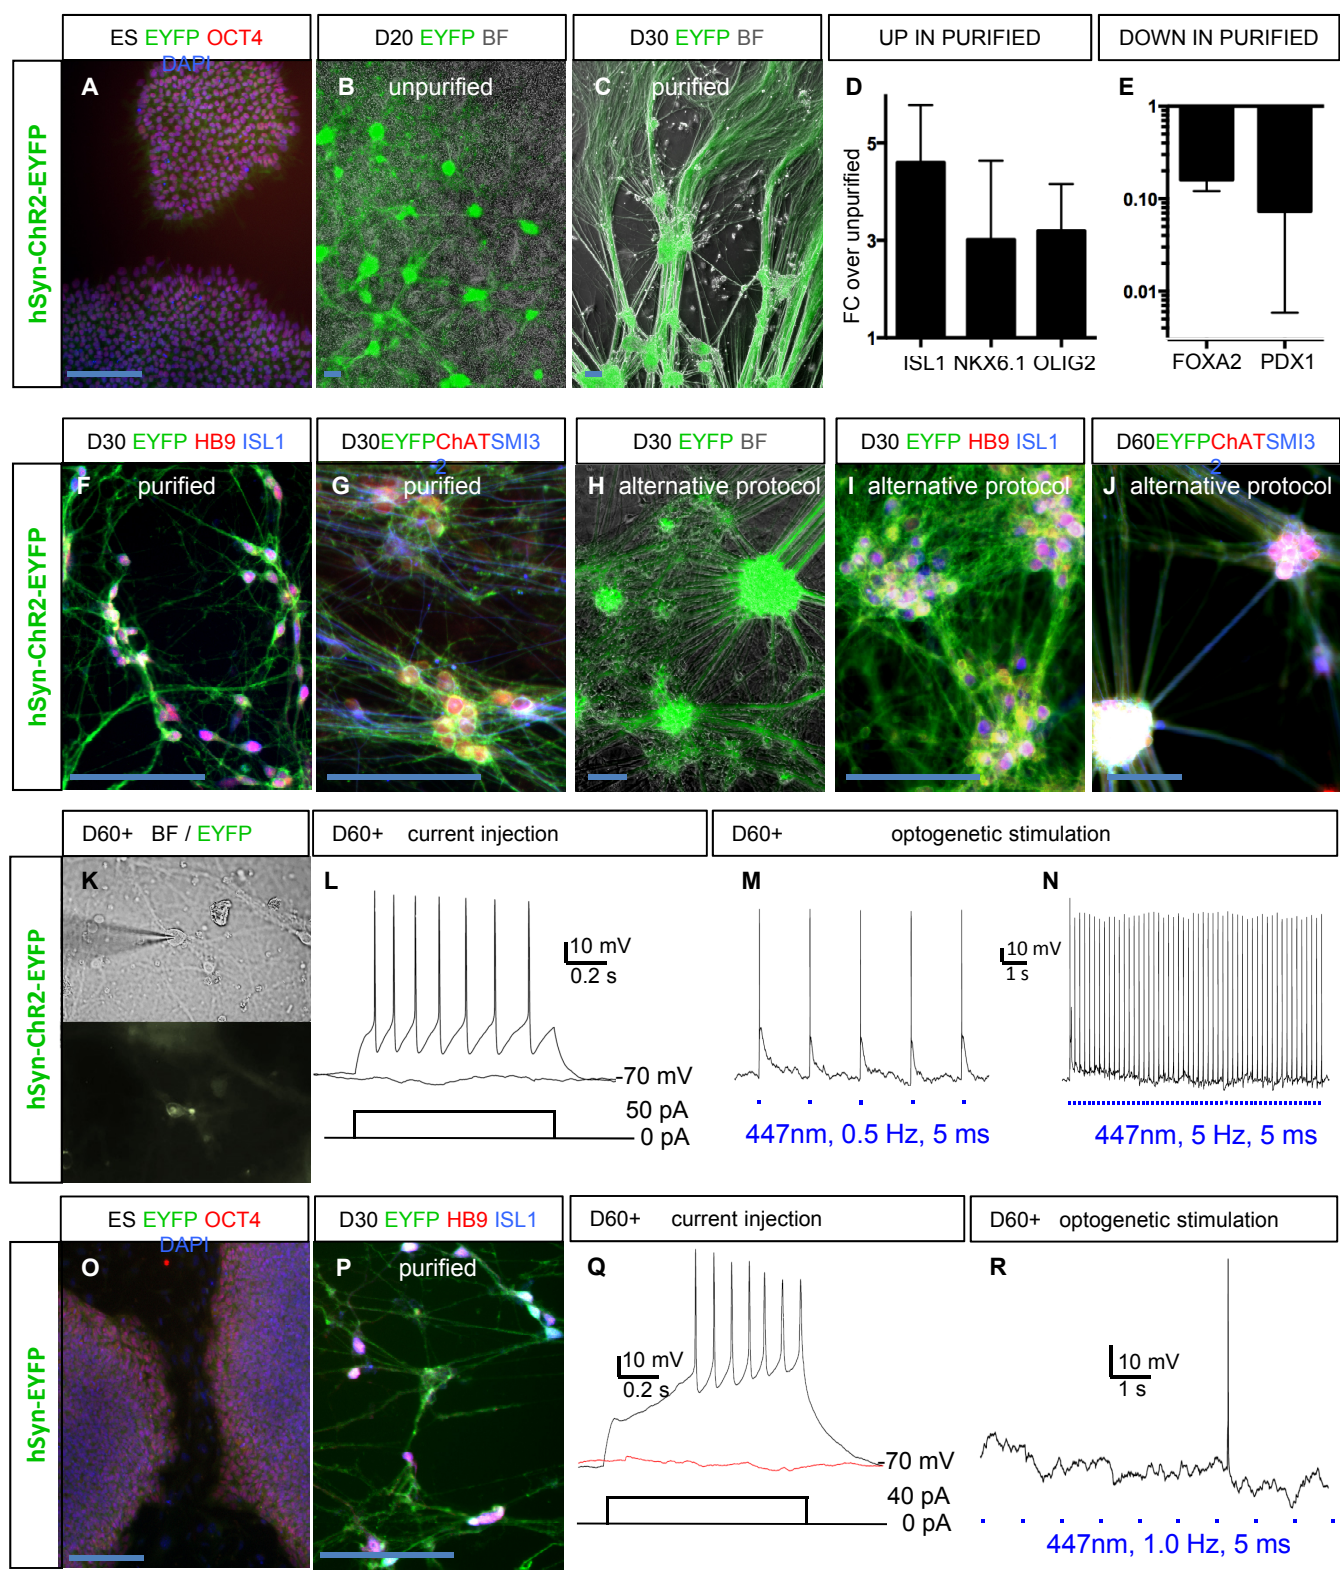 ES EYFP OCT4
DAPI
D20 EYFP BF
D30 EYFP BF
UP IN PURIFIED
DOWN IN PURIFIED
hSyn-ChR2-EYFP
A
B unpurified
C purified
D
FC over unpurified
5
3
1
ISL1 NKX6.1 OLIG2
E
1
0.10
0.01
FOXA2 PDX1
D30 EYFP HB9 ISL1
D30EYFPChATSMI3
2
D30 EYFP BF
D30 EYFP HB9 ISL1
D60EYFPChATSMI3
2
hSyn-ChR2-EYFP
F purified
G purified
H alternative protocol
I alternative protocol
J alternative protocol
D60+ BF / EYFP
D60+ current injection
D60+ optogenetic stimulation
hSyn-ChR2-EYFP
K
L
10 mV
0.2 s
-70 mV
50 pA
0 pA
M
447nm, 0.5 Hz, 5 ms
N
10 mV
1 s
447nm, 5 Hz, 5 ms
ES EYFP OCT4
DAPI
D30 EYFP HB9 ISL1
D60+ current injection
D60+ optogenetic stimulation
hSyn-EYFP
O
P purified
Q
10 mV
0.2 s
-70 mV
40 pA
0 pA
R
10 mV
1 s
447nm, 1.0 Hz, 5 ms